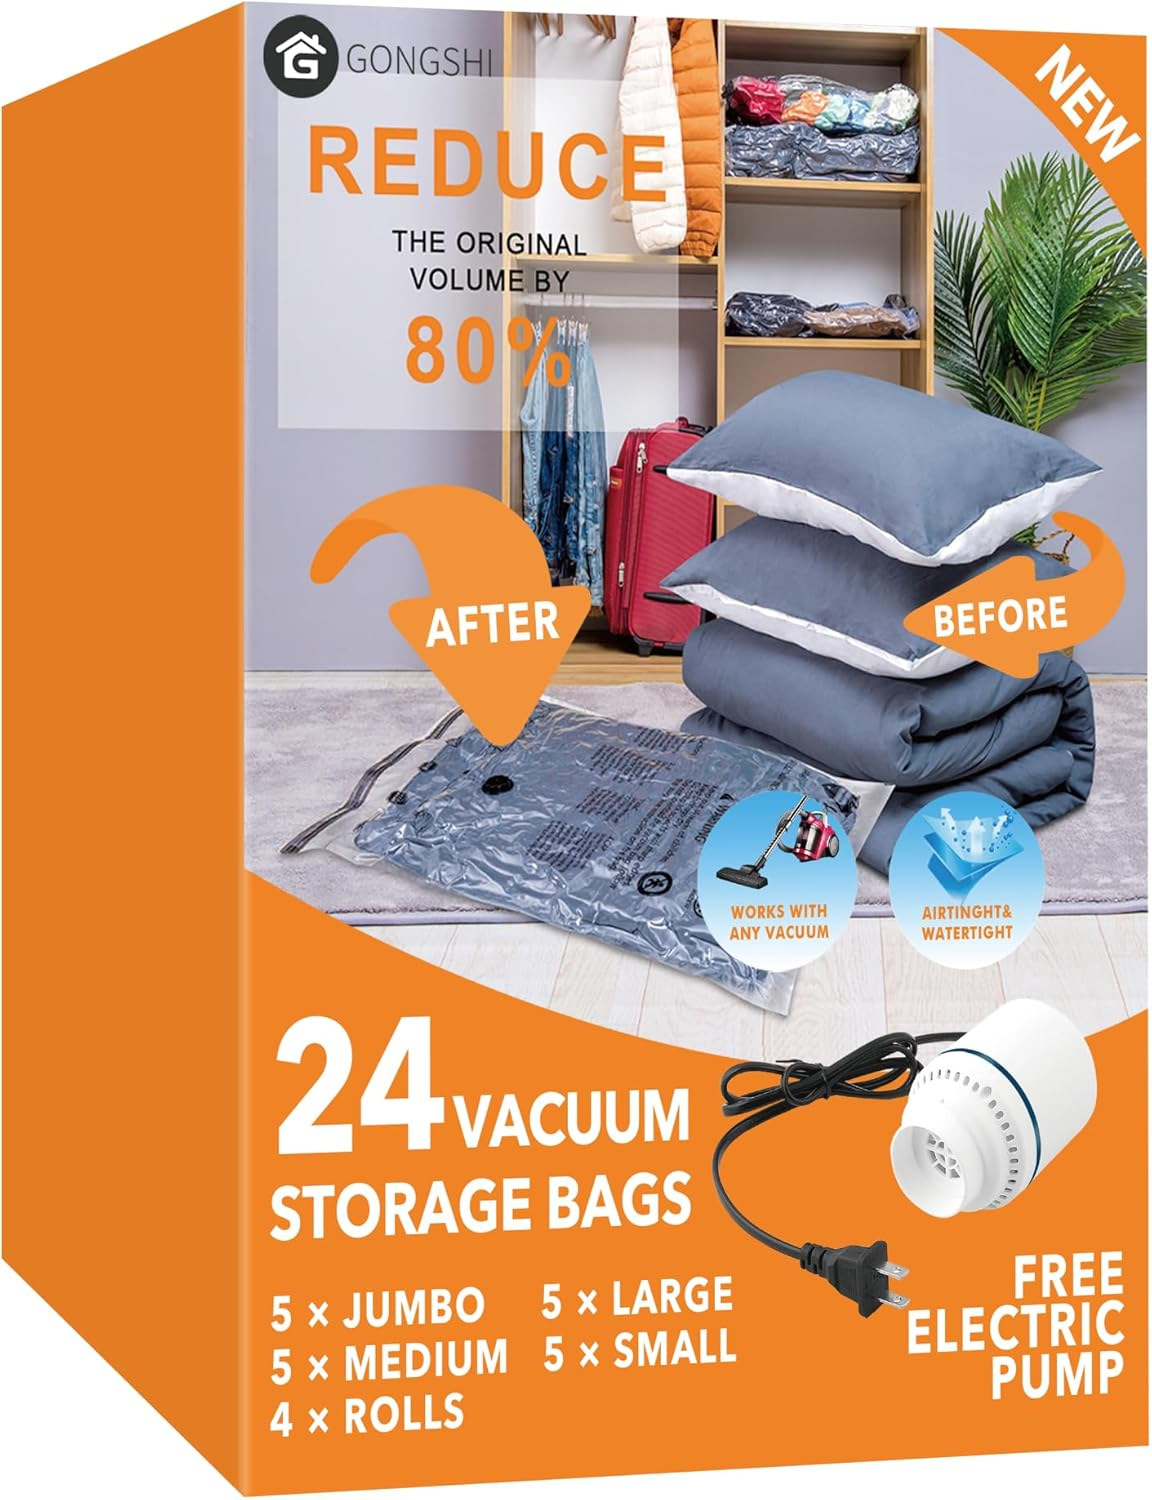 GONGSHI
NEW
REDUCE
THE ORIGINAL
VOLUME BY
80%
AFTER
BEFORE
WORKS WITH
ANY VACUUM
AIRTINGHT&
WATERTIGHT
24 VACUUM
STORAGE BAGS
5 × JUMBO
5 × LARGE
5 × MEDIUM
5 × SMALL
4 × ROLLS
FREE
ELECTRIC
PUMP